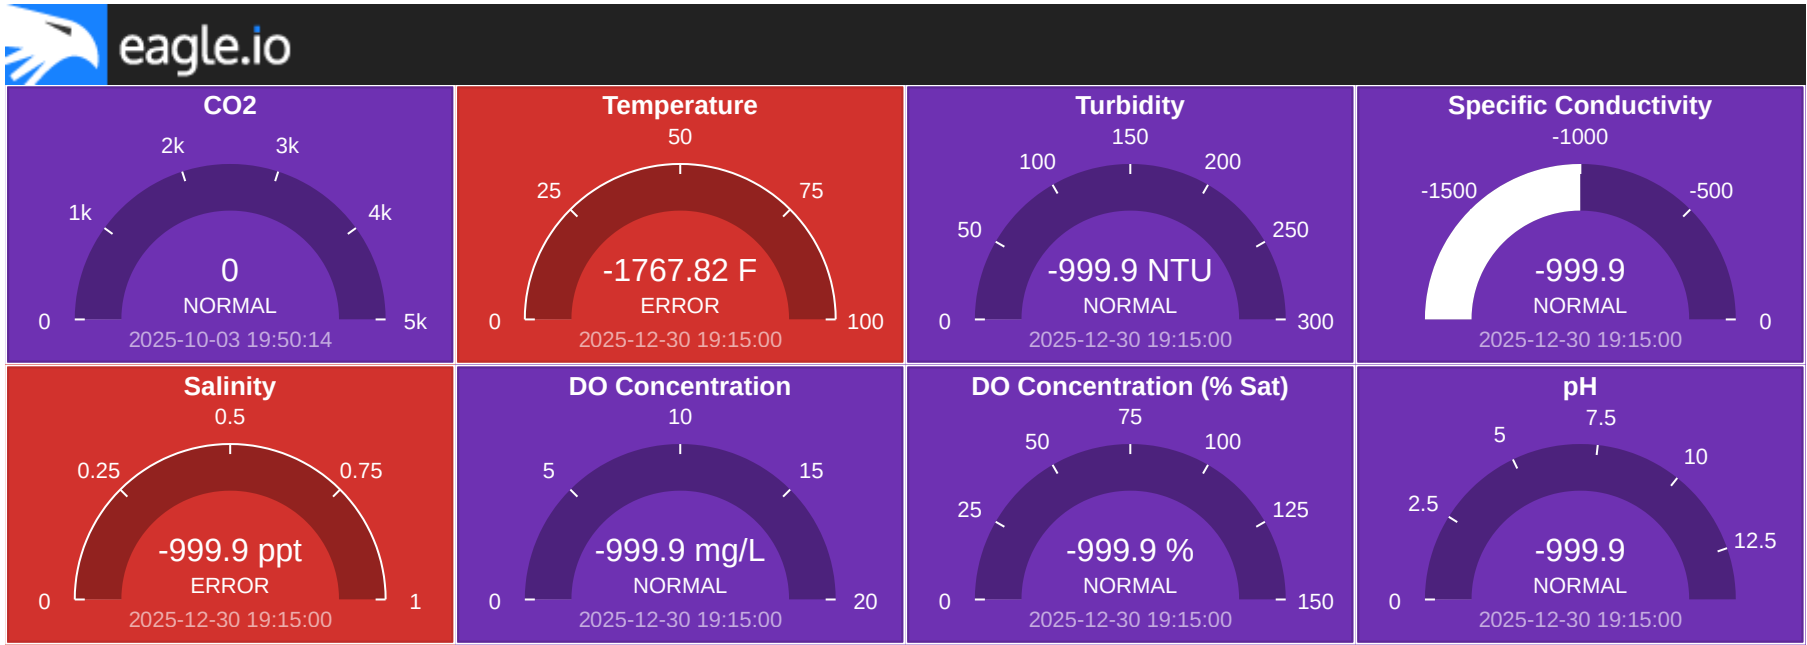 eagle.io
CO2
2k
3k
1k
4k
0
NORMAL
0
5k
2025-10-03 19:50:14
Temperature
50
25
75
-1767.82 F
ERROR
0
100
2025-12-30 19:15:00
Turbidity
150
100
200
50
250
-999.9 NTU
NORMAL
0
300
2025-12-30 19:15:00
Specific Conductivity
-1000
-1500
-500
-999.9
NORMAL
0
2025-12-30 19:15:00
Salinity
0.5
0.25
0.75
-999.9 ppt
ERROR
0
1
2025-12-30 19:15:00
DO Concentration
10
5
15
-999.9 mg/L
NORMAL
0
20
2025-12-30 19:15:00
DO Concentration (% Sat)
75
50
100
25
125
-999.9 %
NORMAL
0
150
2025-12-30 19:15:00
pH
7.5
5
10
2.5
12.5
-999.9
NORMAL
0
2025-12-30 19:15:00